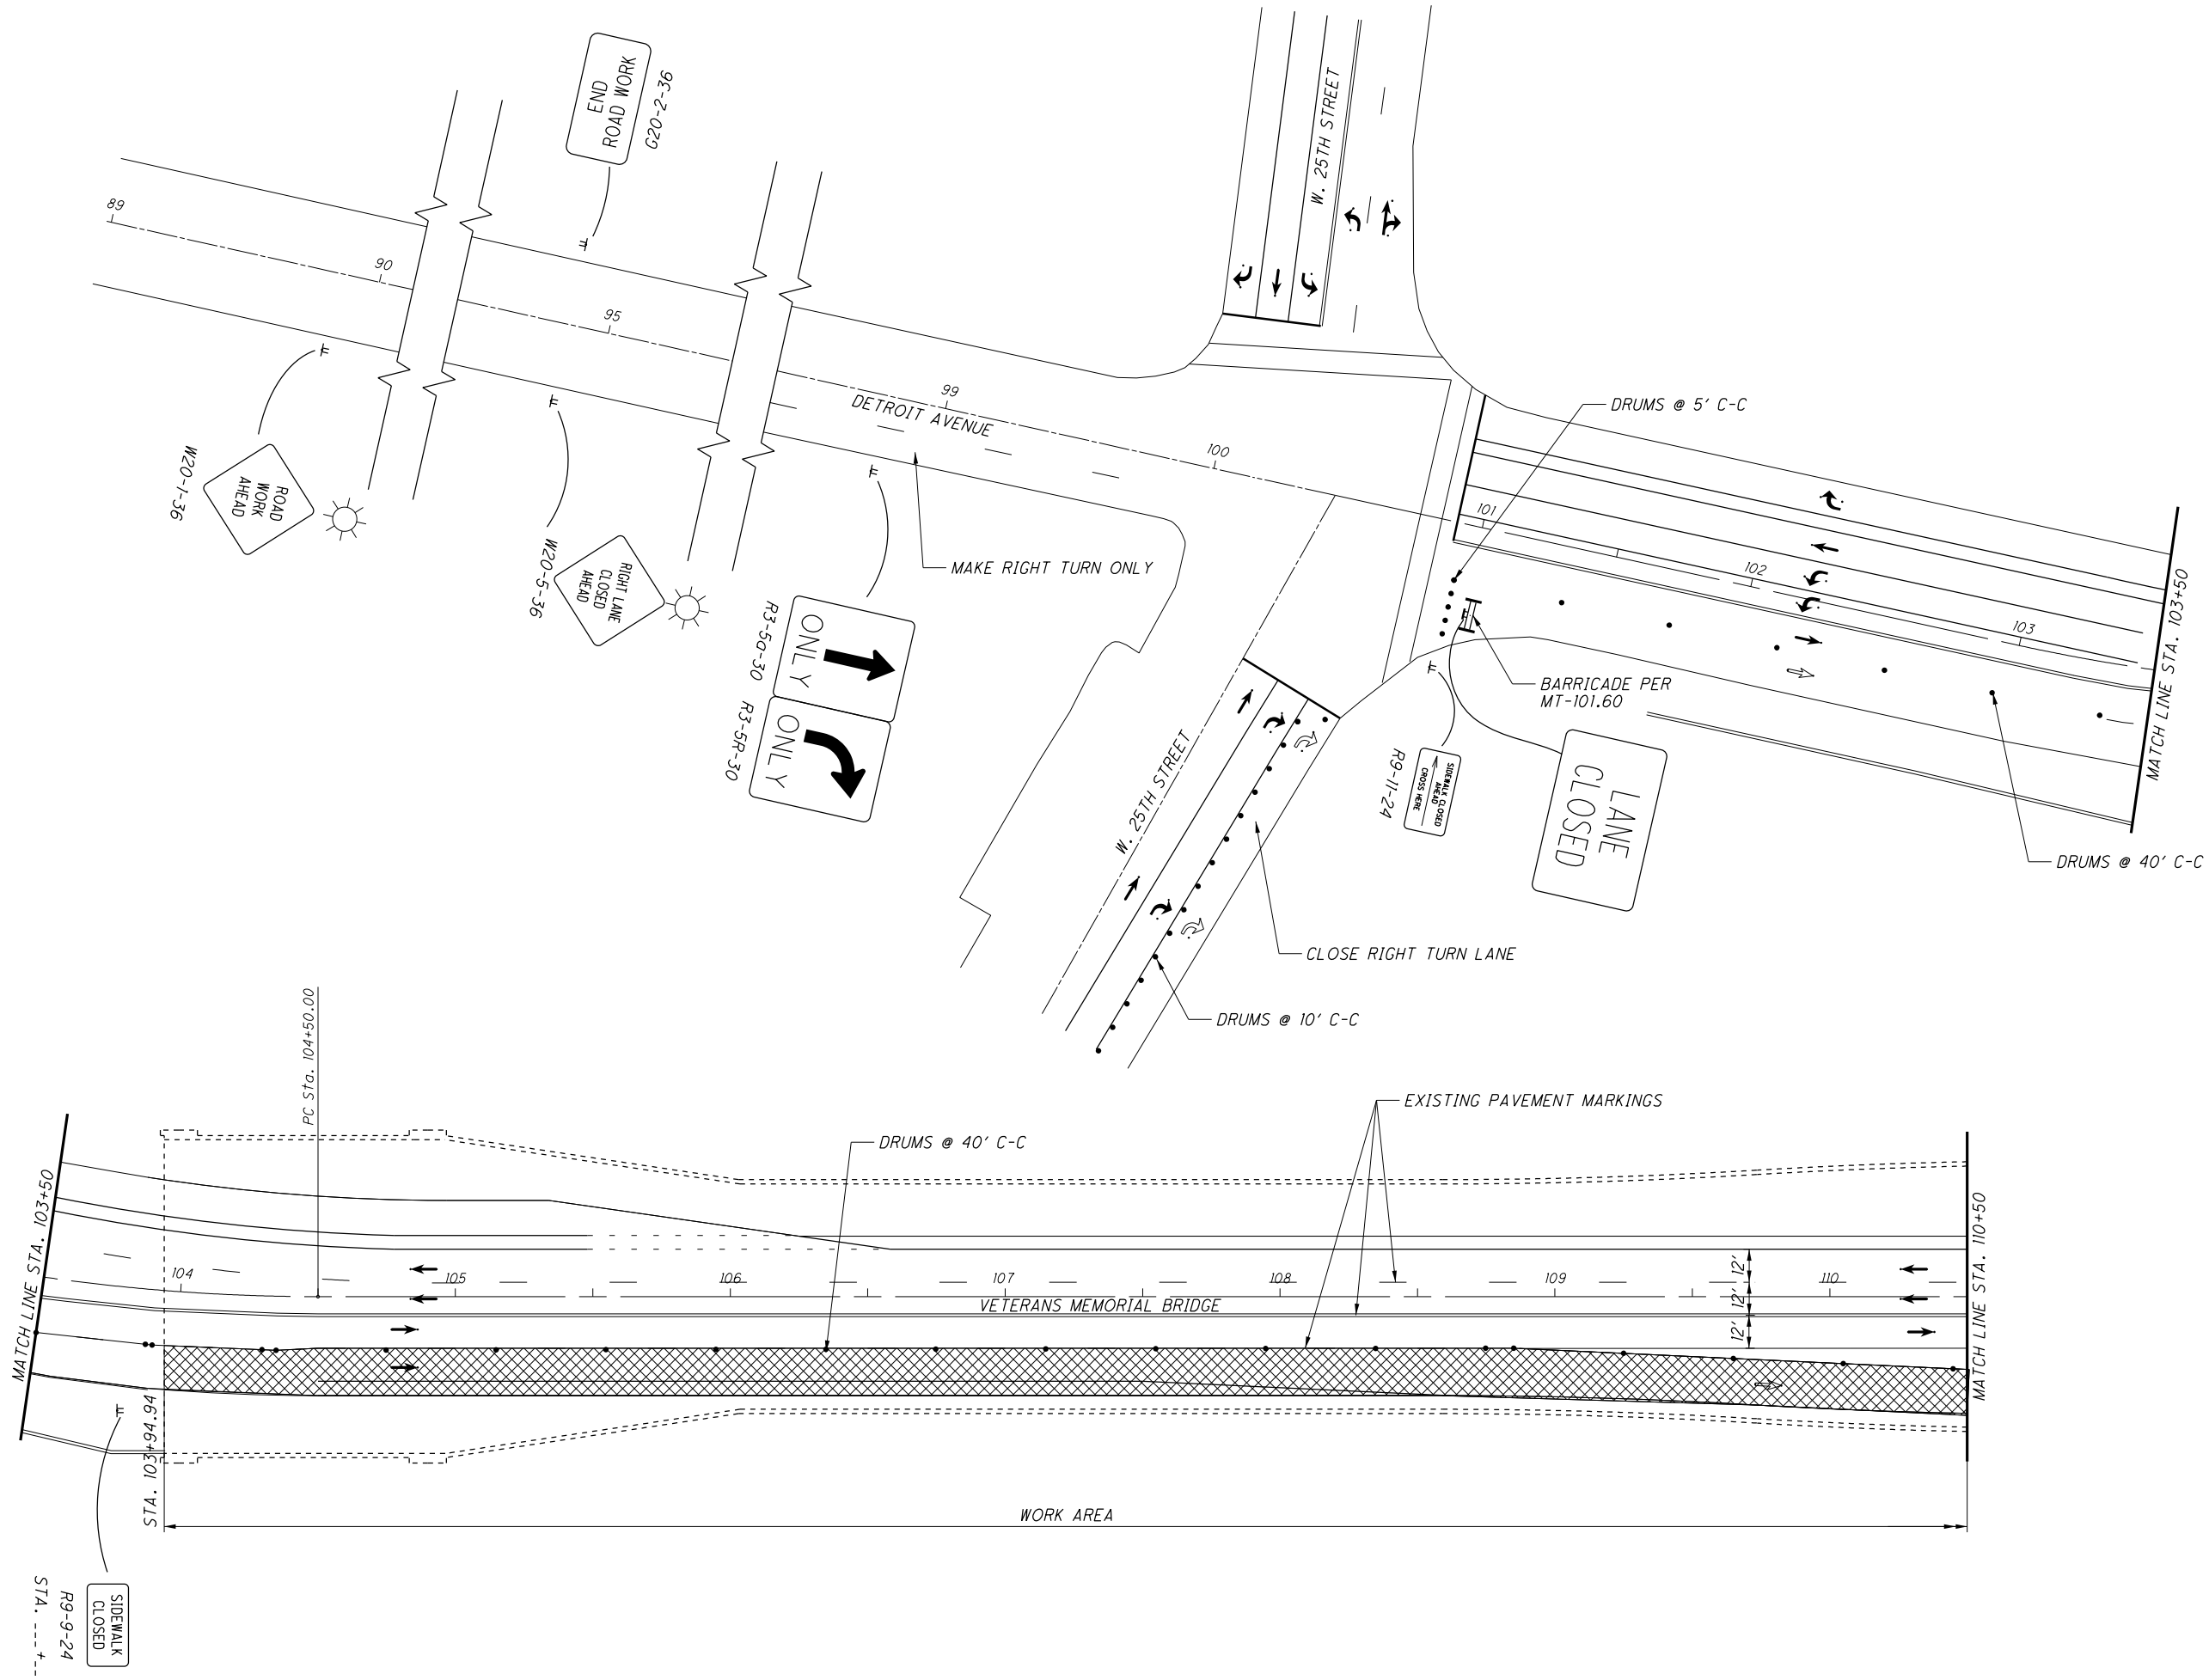 END
ROAD WORK
G20-2-36
W. 25TH STREET
89
90
95
99
DETROIT AVENUE
100
DRUMS @ 5' C-C
101
102
103
MATCH LINE STA. 103+50
W20-1-36
ROAD
WORK
AHEAD
W20-5-36
RIGHT LANE
CLOSED
AHEAD
MAKE RIGHT TURN ONLY
R3-5a-30
ONLY
R3-5R-30
ONLY
BARRICADE PER
MT-101.60
R9-11-24
SIDEWALK CLOSED
AHEAD
CROSS HERE
LANE
CLOSED
DRUMS @ 40' C-C
W. 25TH STREET
CLOSE RIGHT TURN LANE
DRUMS @ 10' C-C
PC Sta. 104+50.00
EXISTING PAVEMENT MARKINGS
DRUMS @ 40' C-C
MATCH LINE STA. 103+50
104
105
106
107
108
109
110
12'
12'
12'
VETERANS MEMORIAL BRIDGE
MATCH LINE STA. 110+50
STA. 103+94.94
WORK AREA
SIDEWALK
CLOSED
R9-9-24
STA. ---+--